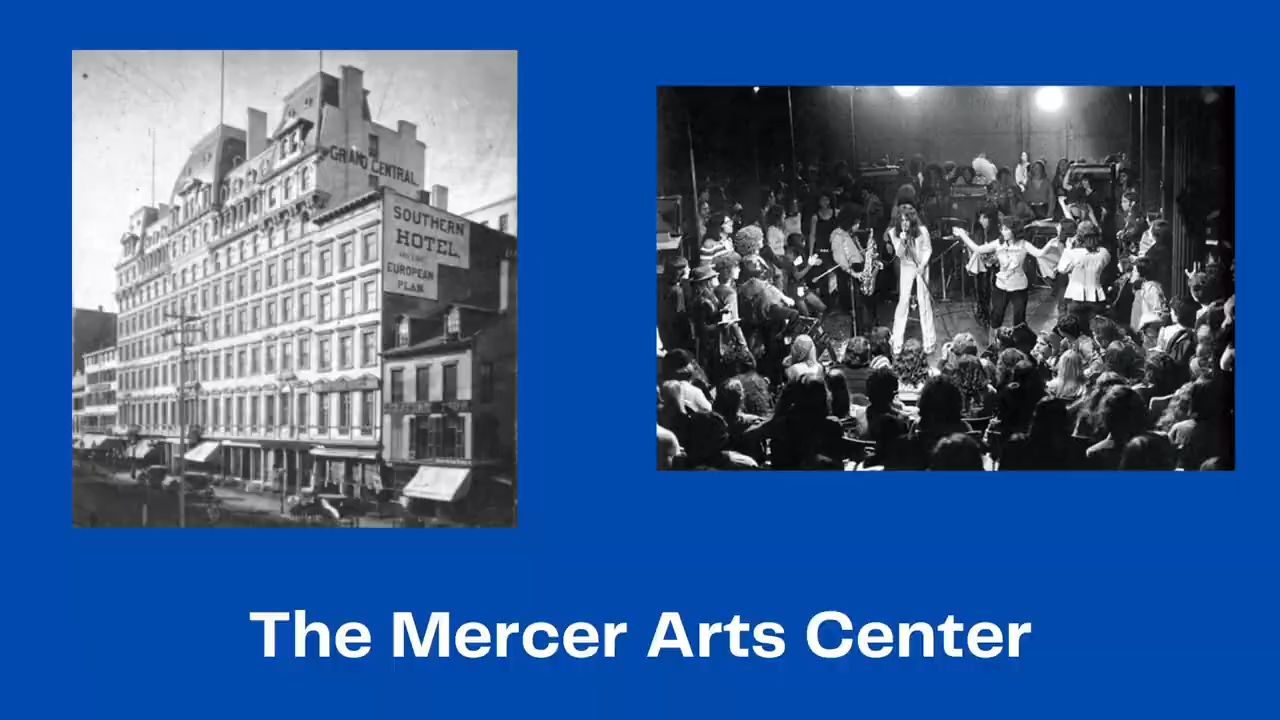 GRAND CENTRAL
SOUTHERN
HOTEL
EUROPEAN
PLAN
The Mercer Arts Center